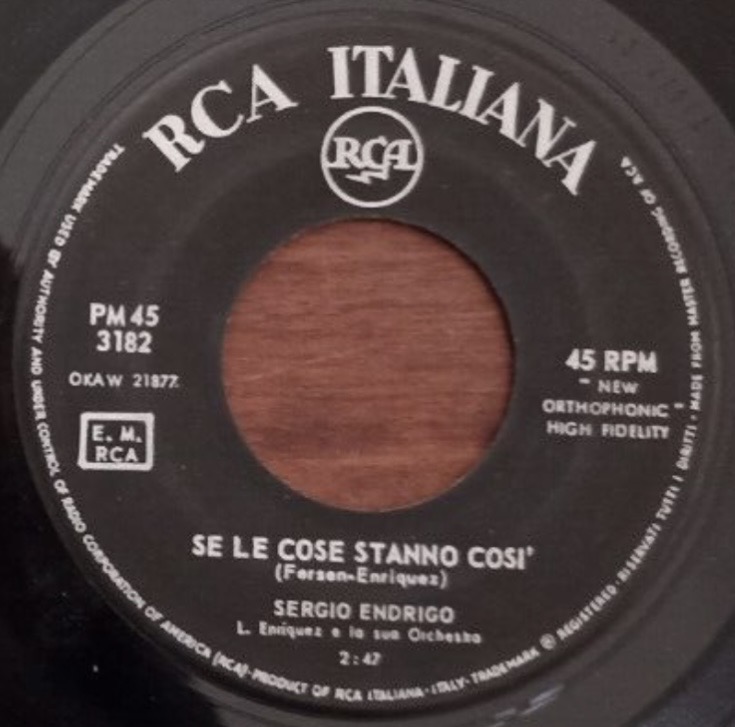 RCA ITALIANA
RCA
TRADEMARK USED BY AUTHORITY AND UNDER CONTROL OF RADIO CORPORATION OF AMERICA (RCA)-PRODUCT OF RCA ITALIANA-ITALY-TRADEMARK ® REGISTERED. RISERVATI TUTTI I DIRITTI - MADE FROM MASTER RECORDING OF RCA
PM 45
3182
OKAW 21877
E. M.
RCA
45 RPM
" NEW
ORTHOPHONIC "
HIGH FIDELITY
SE LE COSE STANNO COSI'
(Fersen-Enriquez)
SERGIO ENDRIGO
L. Enriquez e la sua Orchestra
2:47